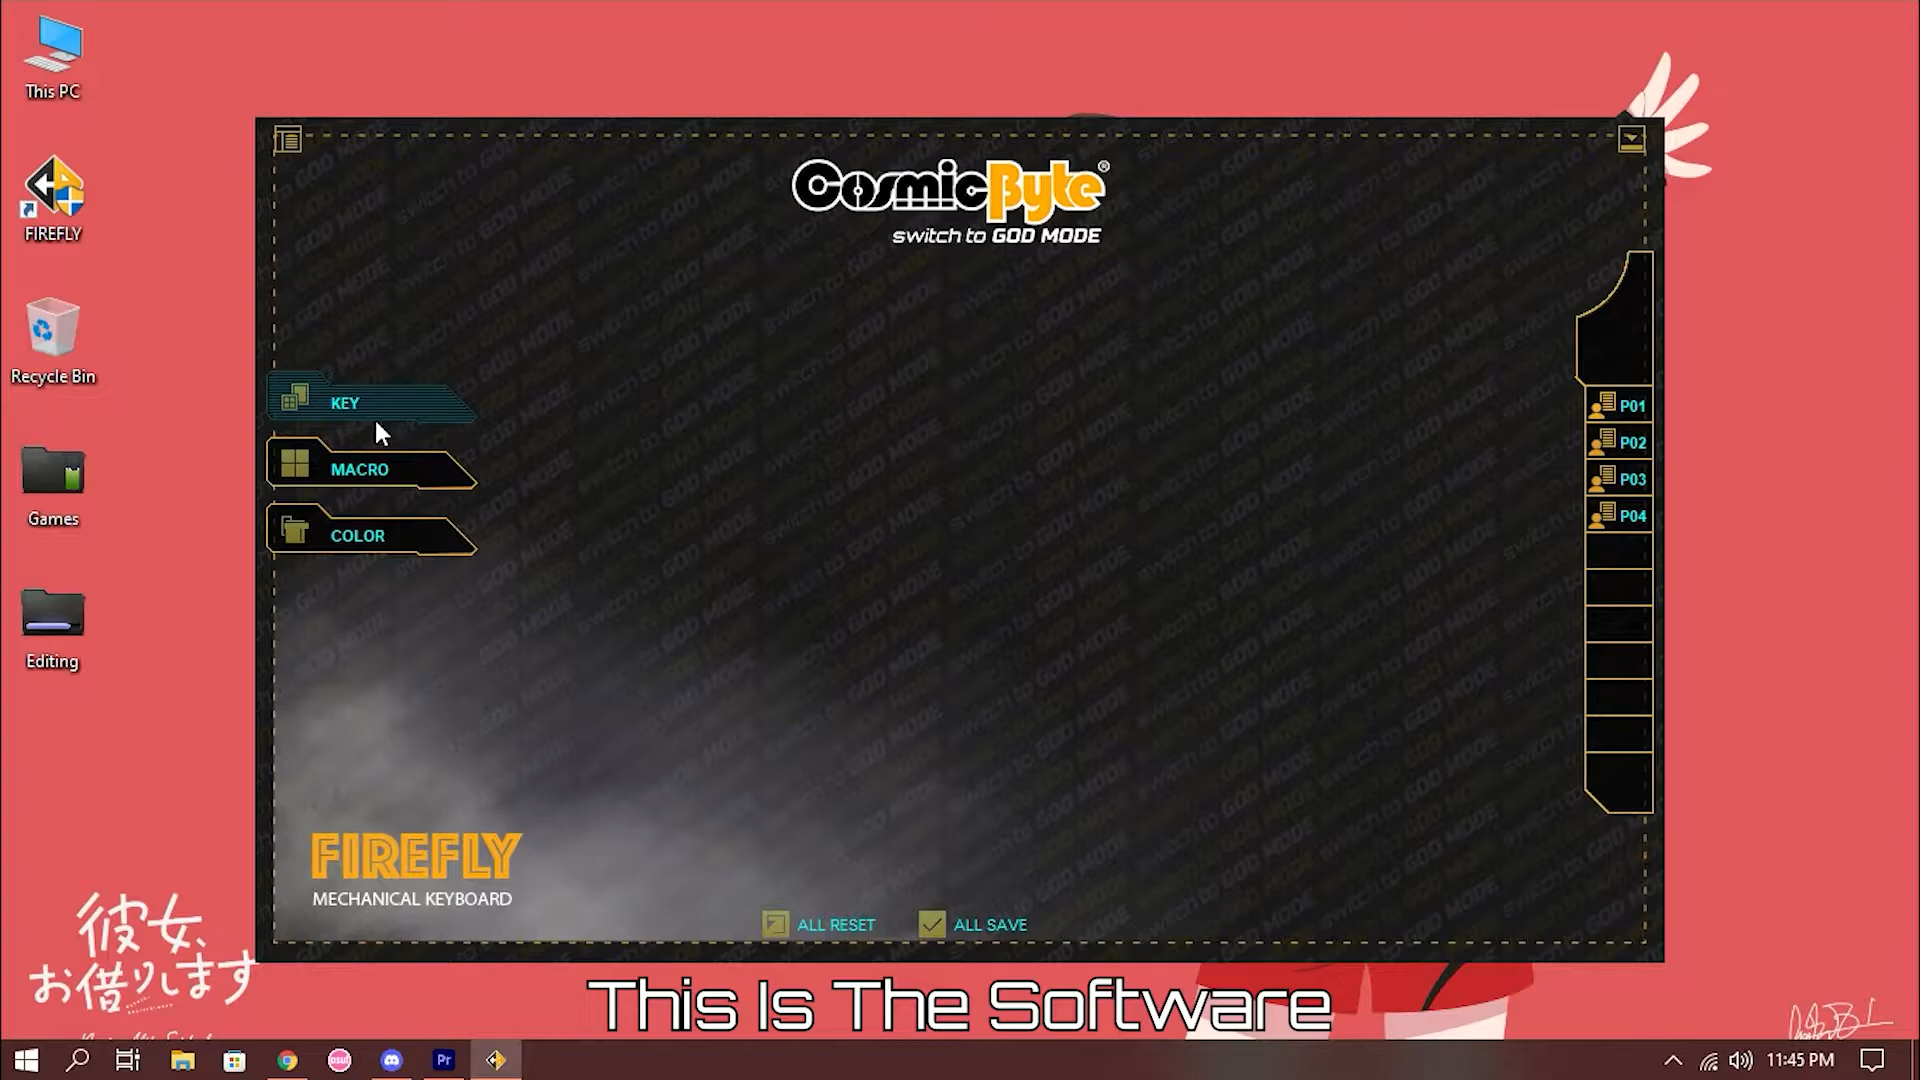 This PC
FIREFLY
Recycle Bin
Games
Editing
CosmicByte®
switch to GOD MODE
KEY
MACRO
COLOR
P01
P02
P03
P04
FIREFLY
MECHANICAL KEYBOARD
ALL RESET
ALL SAVE
彼女、
お借りします
This Is The Software
osu!
Pr
11:45 PM